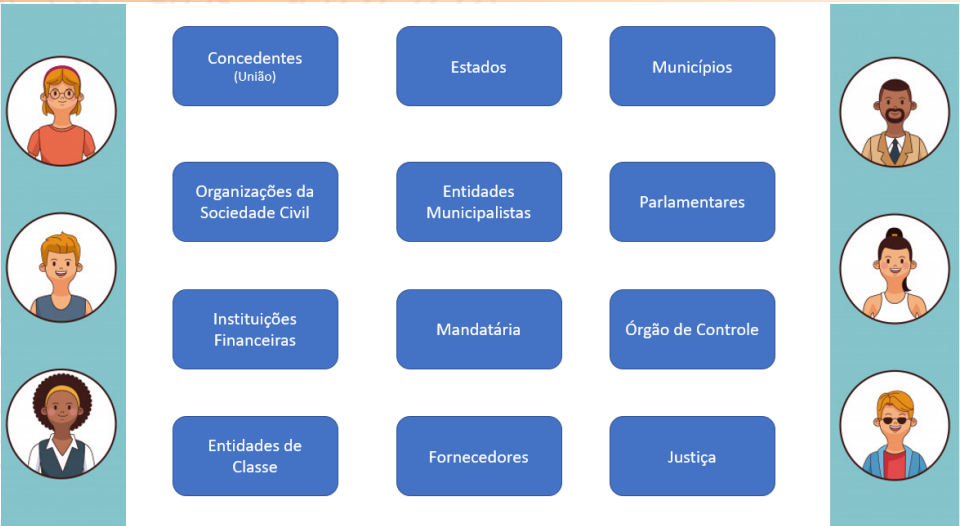 Concedentes
(União)
Estados
Municípios
Organizações da
Sociedade Civil
Entidades
Municipalistas
Parlamentares
Instituições
Financeiras
Mandatária
Órgão de Controle
Entidades de
Classe
Fornecedores
Justiça